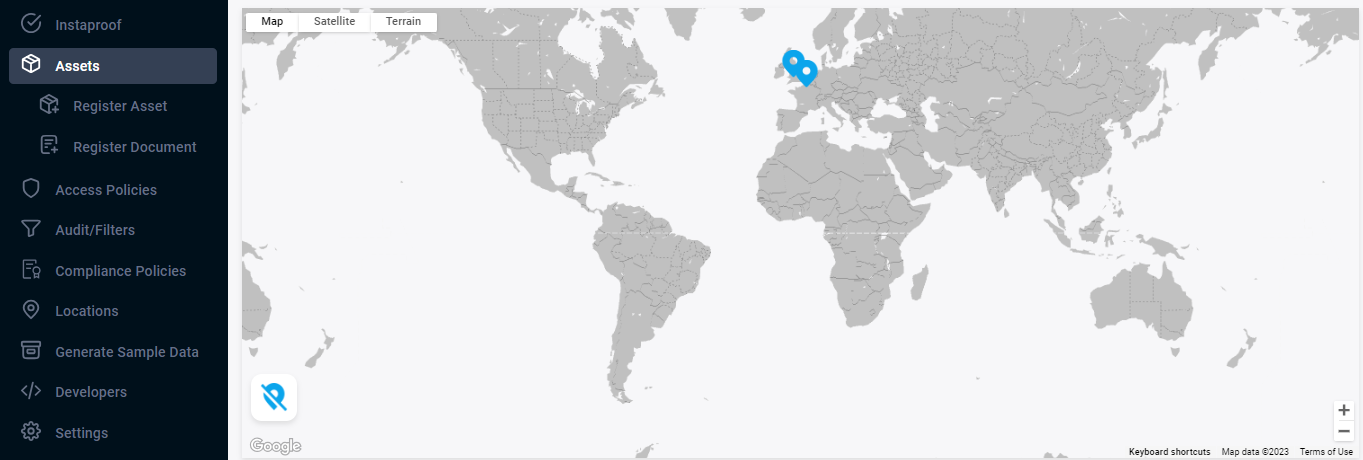 Instaproof
Assets
Register Asset
Register Document
Access Policies
Audit/Filters
Compliance Policies
Locations
Generate Sample Data
Developers
Settings
Map Satellite Terrain
Google
Keyboard shortcuts Map data ©2023 Terms of Use